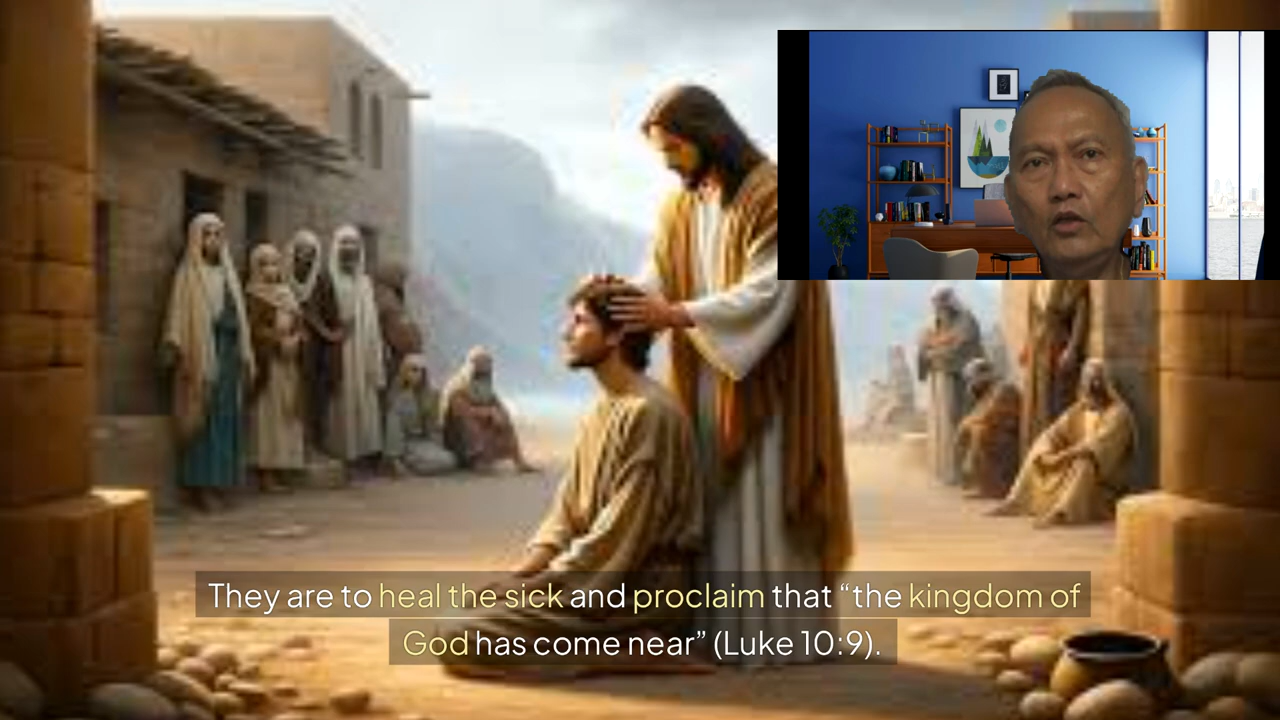 They are to heal the sick and proclaim that “the kingdom of
God has come near” (Luke 10:9).